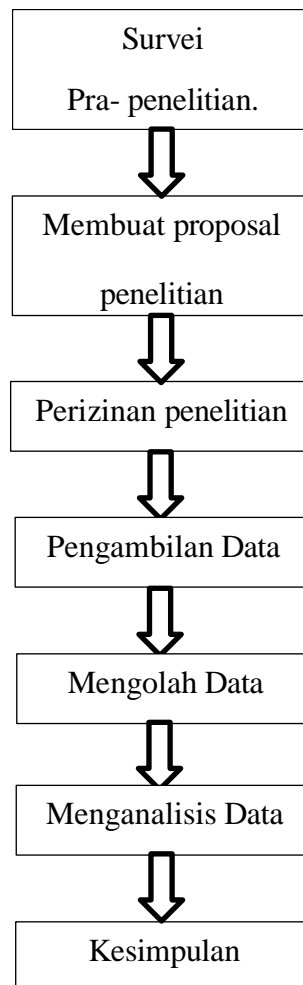 Survei
Pra- penelitian.
Membuat proposal
penelitian
Perizinan penelitian
Pengambilan Data
Mengolah Data
Menganalisis Data
Kesimpulan